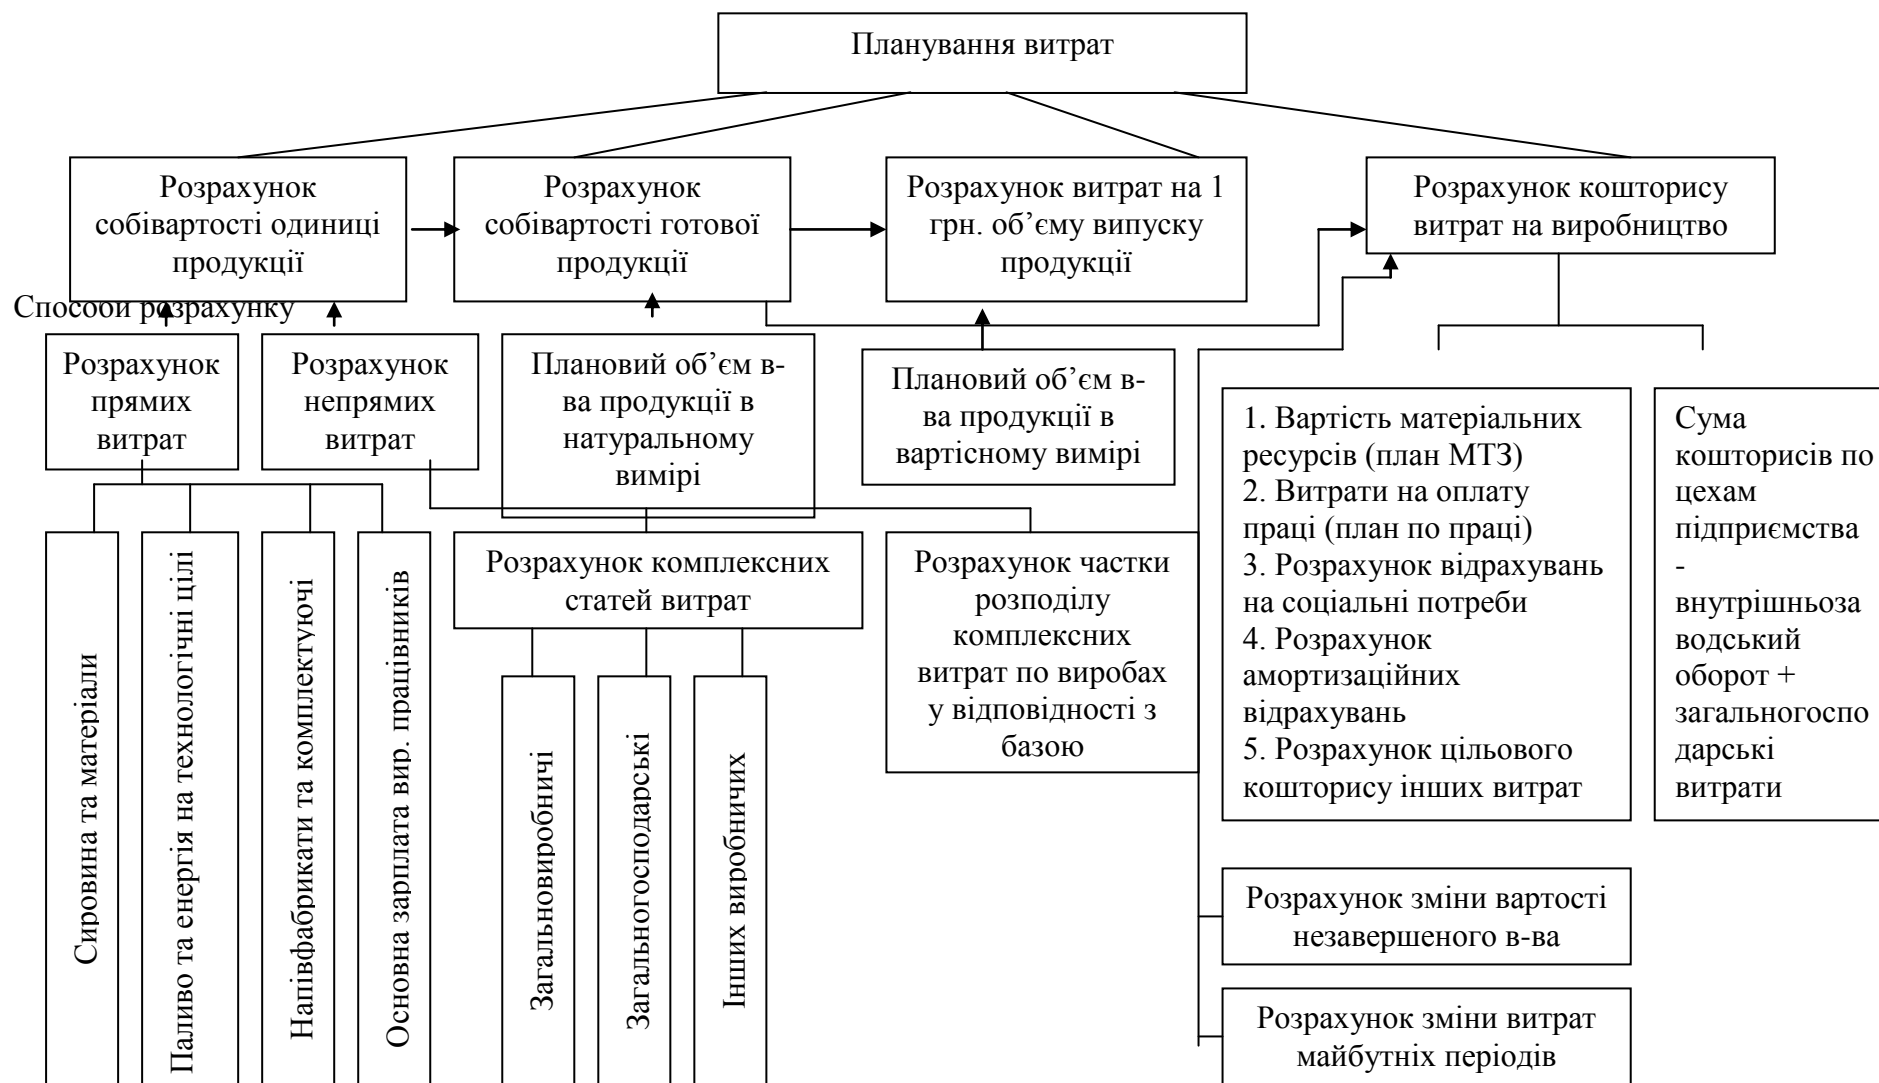 Планування витрат
Розрахунок
собівартості одиниці
продукції
Розрахунок
собівартості готової
продукції
Розрахунок витрат на 1
грн. об’єму випуску
продукції
Розрахунок кошторису
витрат на виробництво
Способи розрахунку
Розрахунок
прямих
витрат
Розрахунок
непрямих
витрат
Плановий об’єм в-
ва продукції в
натуральному
вимірі
Плановий об’єм в-
ва продукції в
вартісному вимірі
1. Вартість матеріальних
ресурсів (план МТЗ)
2. Витрати на оплату
праці (план по праці)
3. Розрахунок відрахувань
на соціальні потреби
4. Розрахунок
амортизаційних
відрахувань
5. Розрахунок цільового
кошторису інших витрат
Сума
кошторисів по
цехам
підприємства
-
внутрішньоза
водський
оборот +
загальногоспо
дарські
витрати
Сировина та матеріали
Паливо та енергія на технологічні цілі
Напівфабрикати та комплектуючі
Основна зарплата вир. працівників
Розрахунок комплексних
статей витрат
Розрахунок частки
розподілу
комплексних
витрат по виробах
у відповідності з
базою
Загальновиробничі
Загальногосподарські
Інших виробничих
Розрахунок зміни вартості
незавершеного в-ва
Розрахунок зміни витрат
майбутніх періодів